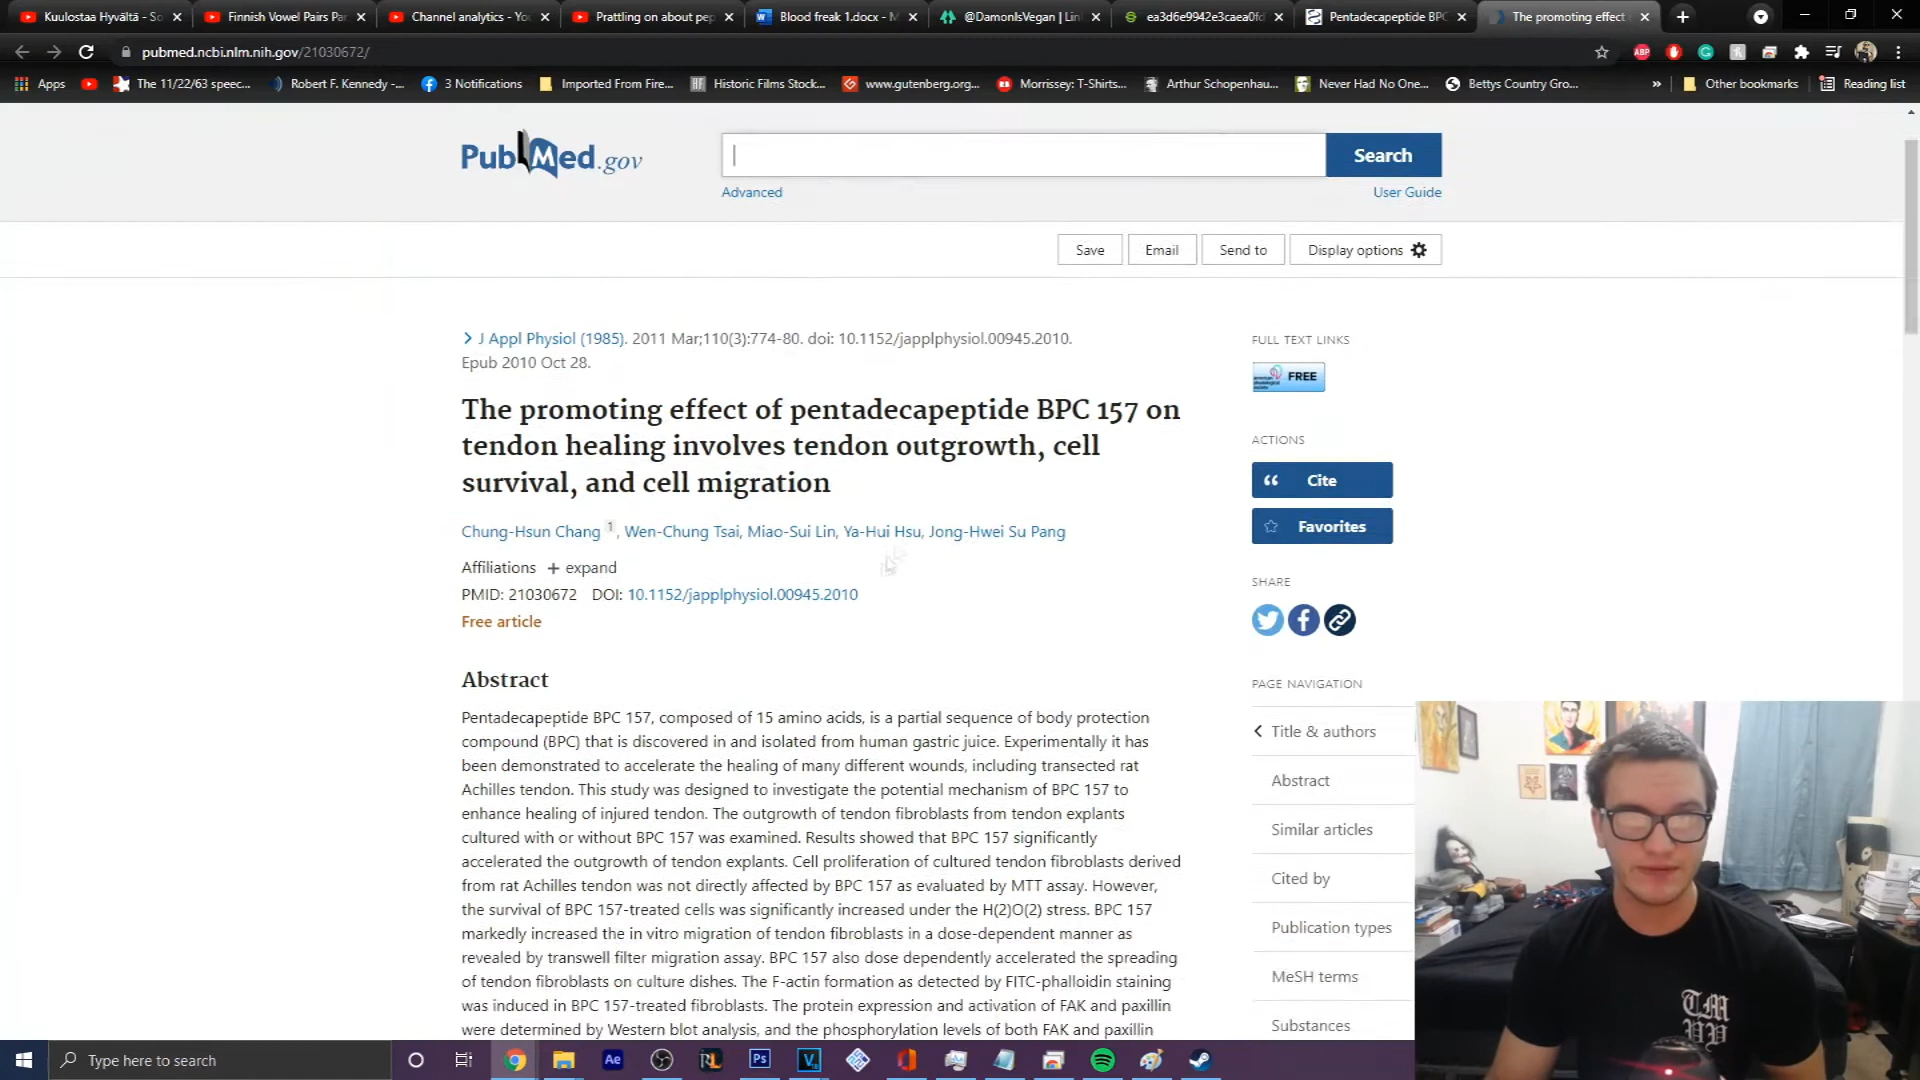 Kuulostaa Hyvältä - So
Finnish Vowel Pairs Par
Channel analytics - Yo
Prattling on about pep
Blood freak 1.docx - M
@DamonIsVegan | Lin
ea3d6e9942e3caea0fd
Pentadecapeptide BPC
The promoting effect
pubmed.ncbi.nlm.nih.gov/21030672/
ABP
Apps
The 11/22/63 speec...
Robert F. Kennedy -...
3 Notifications
Imported From Fire...
Historic Films Stock...
www.gutenberg.org...
Morrissey: T-Shirts...
Arthur Schopenhau...
Never Had No One...
Bettys Country Gro...
»
Other bookmarks
Reading list
PubMed.gov
Search
Advanced
User Guide
Save
Email
Send to
Display options
J Appl Physiol (1985). 2011 Mar;110(3):774-80. doi: 10.1152/japplphysiol.00945.2010.
Epub 2010 Oct 28.
The promoting effect of pentadecapeptide BPC 157 on
tendon healing involves tendon outgrowth, cell
survival, and cell migration
Chung-Hsun Chang 1, Wen-Chung Tsai, Miao-Sui Lin, Ya-Hui Hsu, Jong-Hwei Su Pang
Affiliations + expand
PMID: 21030672 DOI: 10.1152/japplphysiol.00945.2010
Free article
Abstract
Pentadecapeptide BPC 157, composed of 15 amino acids, is a partial sequence of body protection
compound (BPC) that is discovered in and isolated from human gastric juice. Experimentally it has
been demonstrated to accelerate the healing of many different wounds, including transected rat
Achilles tendon. This study was designed to investigate the potential mechanism of BPC 157 to
enhance healing of injured tendon. The outgrowth of tendon fibroblasts from tendon explants
cultured with or without BPC 157 was examined. Results showed that BPC 157 significantly
accelerated the outgrowth of tendon explants. Cell proliferation of cultured tendon fibroblasts derived
from rat Achilles tendon was not directly affected by BPC 157 as evaluated by MTT assay. However,
the survival of BPC 157-treated cells was significantly increased under the H(2)O(2) stress. BPC 157
markedly increased the in vitro migration of tendon fibroblasts in a dose-dependent manner as
revealed by transwell filter migration assay. BPC 157 also dose dependently accelerated the spreading
of tendon fibroblasts on culture dishes. The F-actin formation as detected by FITC-phalloidin staining
was induced in BPC 157-treated fibroblasts. The protein expression and activation of FAK and paxillin
were determined by Western blot analysis, and the phosphorylation levels of both FAK and paxillin
FULL TEXT LINKS
FREE
ACTIONS
Cite
Favorites
SHARE
PAGE NAVIGATION
Title & authors
Abstract
Similar articles
Cited by
Publication types
MeSH terms
Substances
Type here to search
Ae
Ps